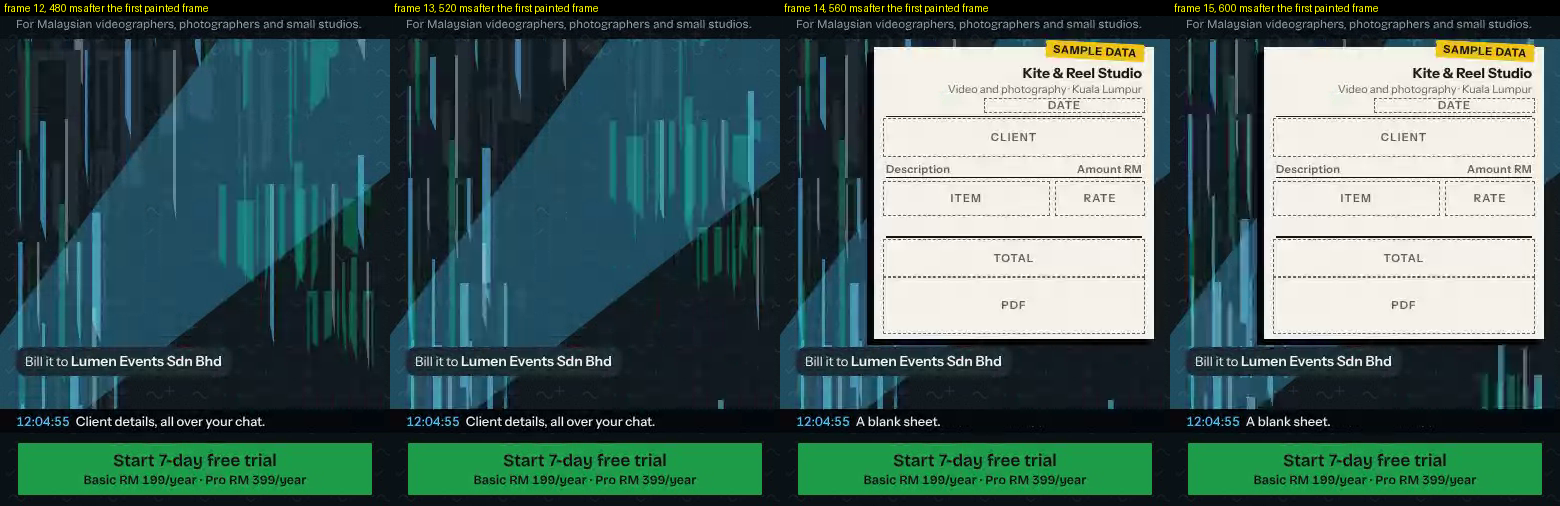 frame 12, 480 ms after the first painted frame
For Malaysian videographers, photographers and small studios.
Bill it to Lumen Events Sdn Bhd
12:04:55 Client details, all over your chat.
Start 7-day free trial
Basic RM 199/year · Pro RM 399/year
frame 13, 520 ms after the first painted frame
For Malaysian videographers, photographers and small studios.
Bill it to Lumen Events Sdn Bhd
12:04:55 Client details, all over your chat.
Start 7-day free trial
Basic RM 199/year · Pro RM 399/year
frame 14, 560 ms after the first painted frame
For Malaysian videographers, photographers and small studios.
SAMPLE DATA
Kite & Reel Studio
Video and photography · Kuala Lumpur
DATE
CLIENT
Description Amount RM
ITEM RATE
TOTAL
PDF
Bill it to Lumen Events Sdn Bhd
12:04:55 A blank sheet.
Start 7-day free trial
Basic RM 199/year · Pro RM 399/year
frame 15, 600 ms after the first painted frame
For Malaysian videographers, photographers and small studios.
SAMPLE DATA
Kite & Reel Studio
Video and photography · Kuala Lumpur
DATE
CLIENT
Description Amount RM
ITEM RATE
TOTAL
PDF
Bill it to Lumen Events Sdn Bhd
12:04:55 A blank sheet.
Start 7-day free trial
Basic RM 199/year · Pro RM 399/year